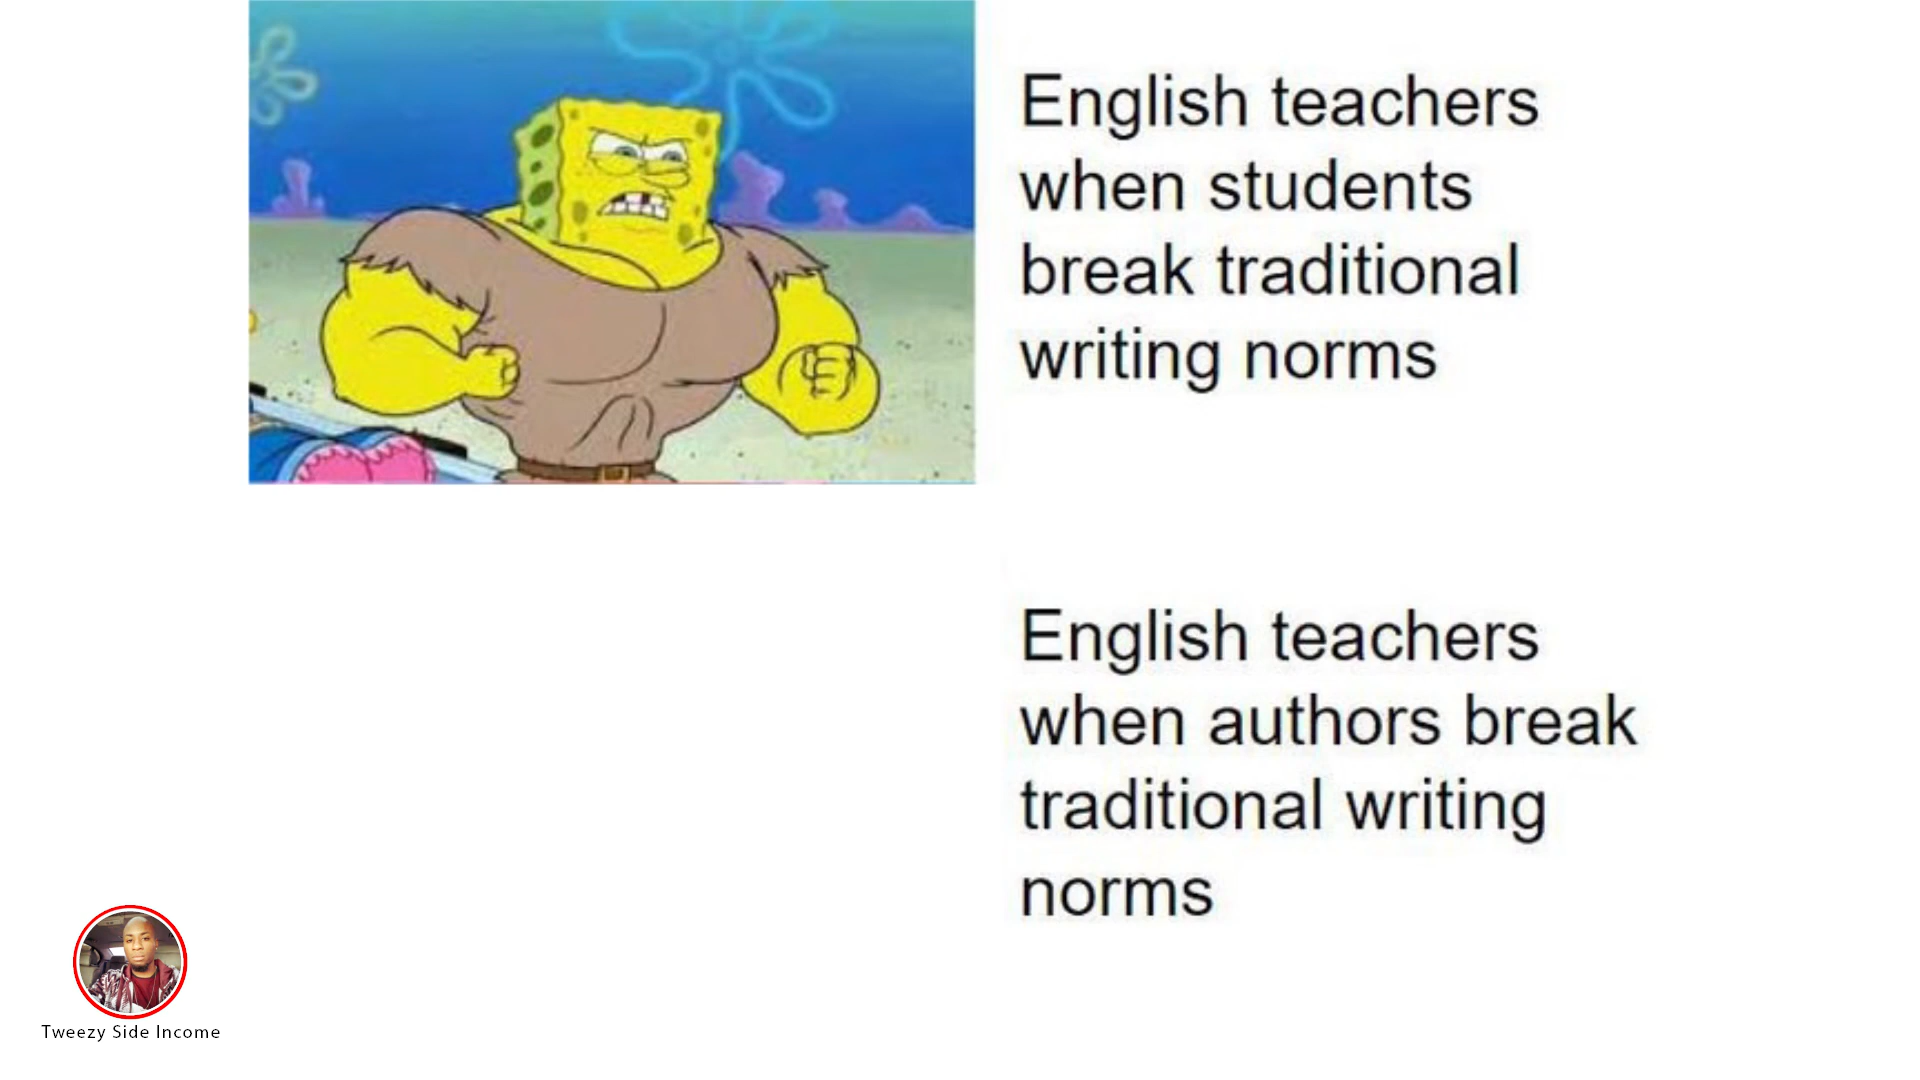 English teachers
when students
break traditional
writing norms
English teachers
when authors break
traditional writing
norms
Tweezy Side Income